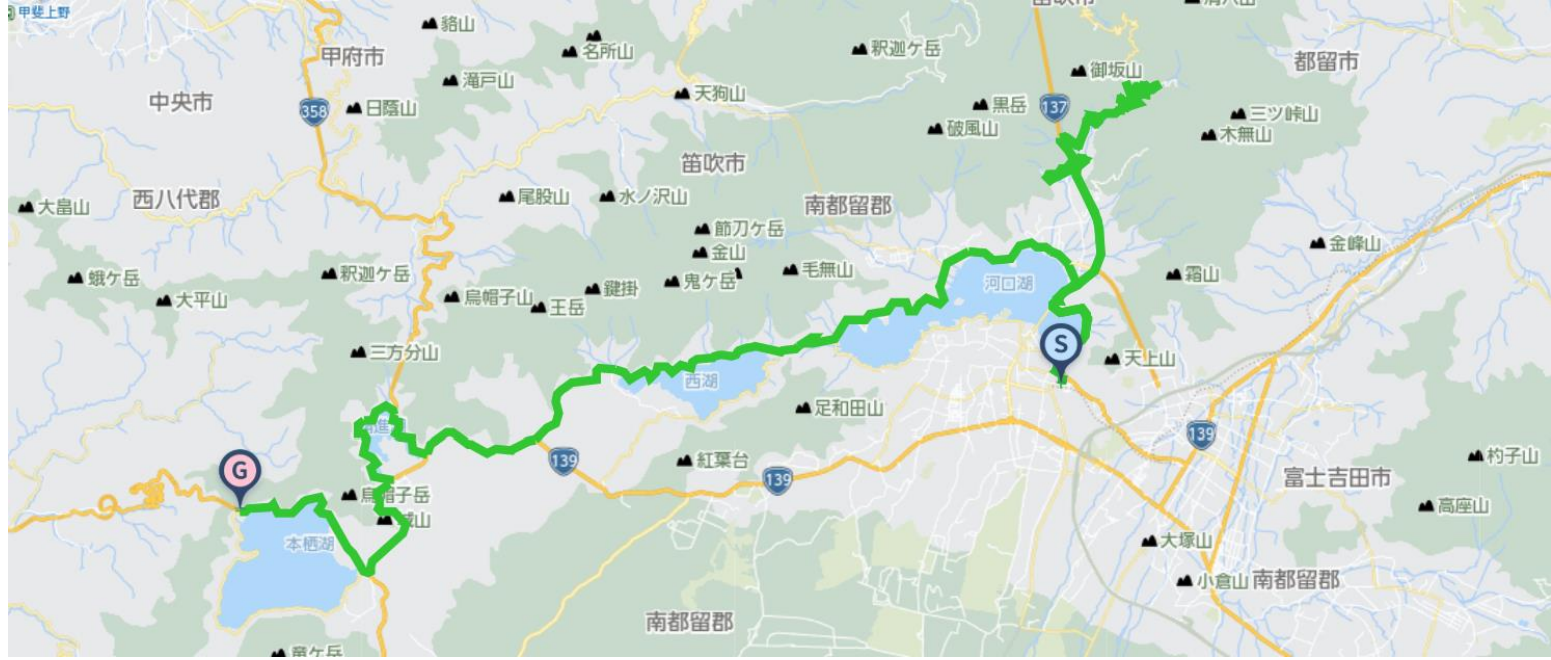 甲斐上野
貉山
名所山
釈迦ケ岳
甲府市
都留市
滝戸山
御坂山
中央市
358
日蔭山
天狗山
黒岳
137
三ツ峠山
破風山
木無山
笛吹市
西八代郡
尾股山
水ノ沢山
南都留郡
大畠山
節刀ケ岳
金峰山
金山
蛾ケ岳
釈迦ケ岳
毛無山
霜山
鬼ケ岳
鍵掛
河口湖
大平山
烏帽子山
王岳
三方分山
S
天上山
西湖
足和田山
139
139
紅葉台
139
杓子山
G
富士吉田市
烏帽子岳
城山
高座山
本栖湖
大塚山
小倉山
南都留郡
南都留郡
竜ケ岳